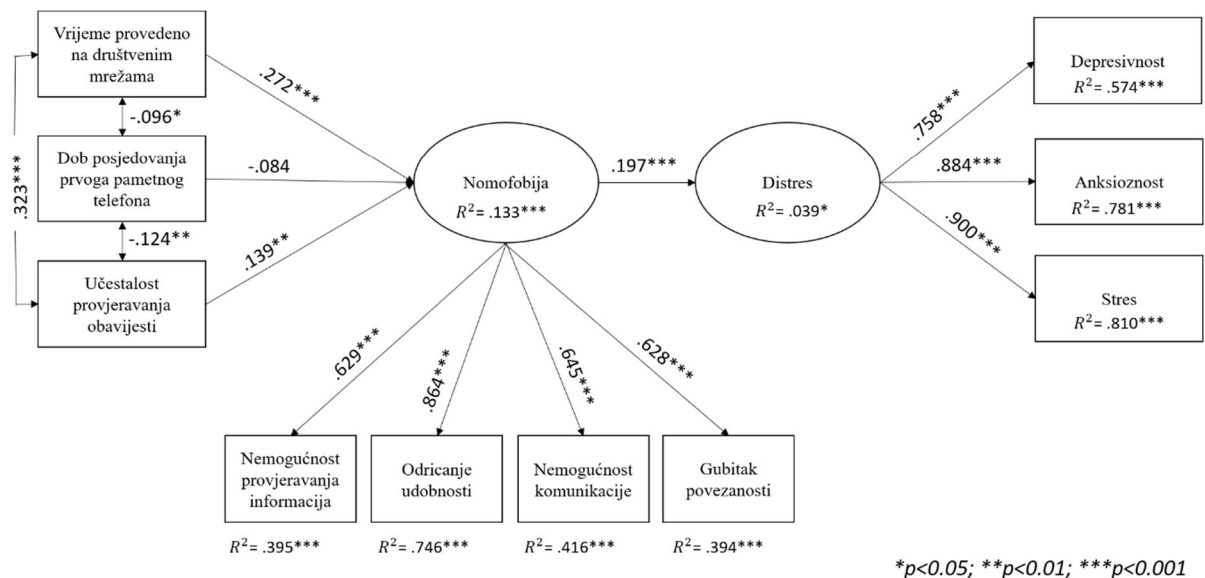 Vrijeme provedeno
na društvenim
mrežama
.272***
-.096*
.323***
Dob posjedovanja
prvoga pametnog
telefona
-.084
-.124**
Učestalost
provjeravanja
obavijesti
.139**
Nomofobija
R²= .133***
.197***
Distres
R²= .039*
.758***
Depresivnost
R²= .574***
.884***
Anksioznost
R²= .781***
.900***
Stres
R²= .810***
.629***
.864***
.645***
.628***
Nemogućnost
provjeravanja
informacija
R²= .395***
Odricanje
udobnosti
R²= .746***
Nemogućnost
komunikacije
R²= .416***
Gubitak
povezanosti
R²= .394***
*p<0.05; **p<0.01; ***p<0.001